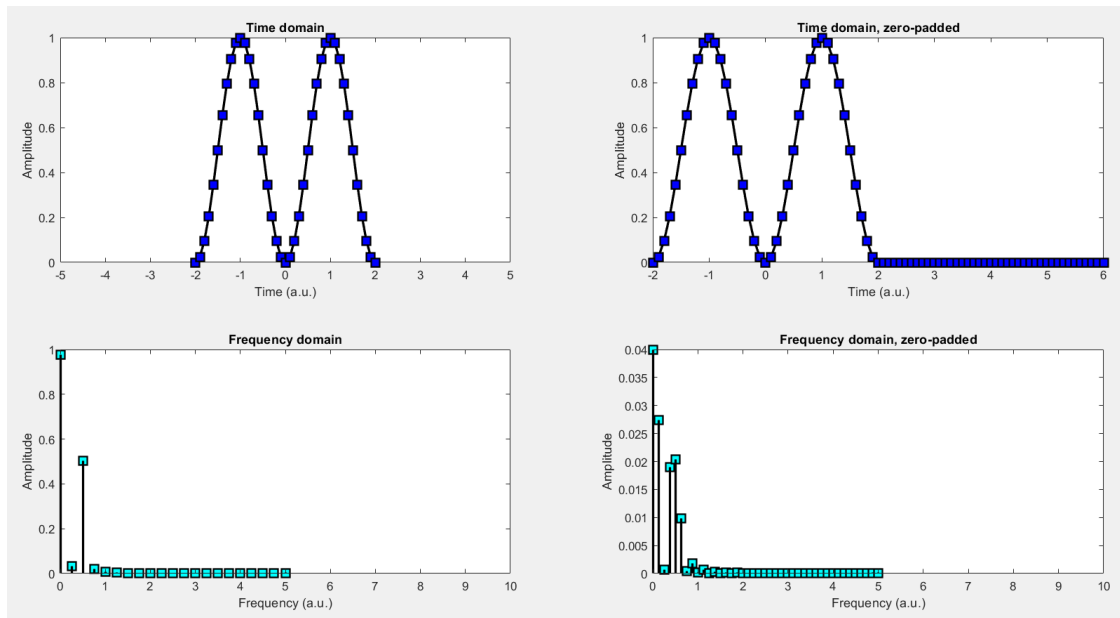 Time domain
1
0.8
0.6
0.4
0.2
0
Amplitude
-5 -4 -3 -2 -1 0 1 2 3 4 5
Time (a.u.)
Time domain, zero-padded
1
0.8
0.6
0.4
0.2
0
Amplitude
-2 -1 0 1 2 3 4 5 6
Time (a.u.)
Frequency domain
1
0.8
0.6
0.4
0.2
0
Amplitude
0 1 2 3 4 5 6 7 8 9 10
Frequency (a.u.)
Frequency domain, zero-padded
0.04
0.035
0.03
0.025
0.02
0.015
0.01
0.005
0
Amplitude
0 1 2 3 4 5 6 7 8 9 10
Frequency (a.u.)